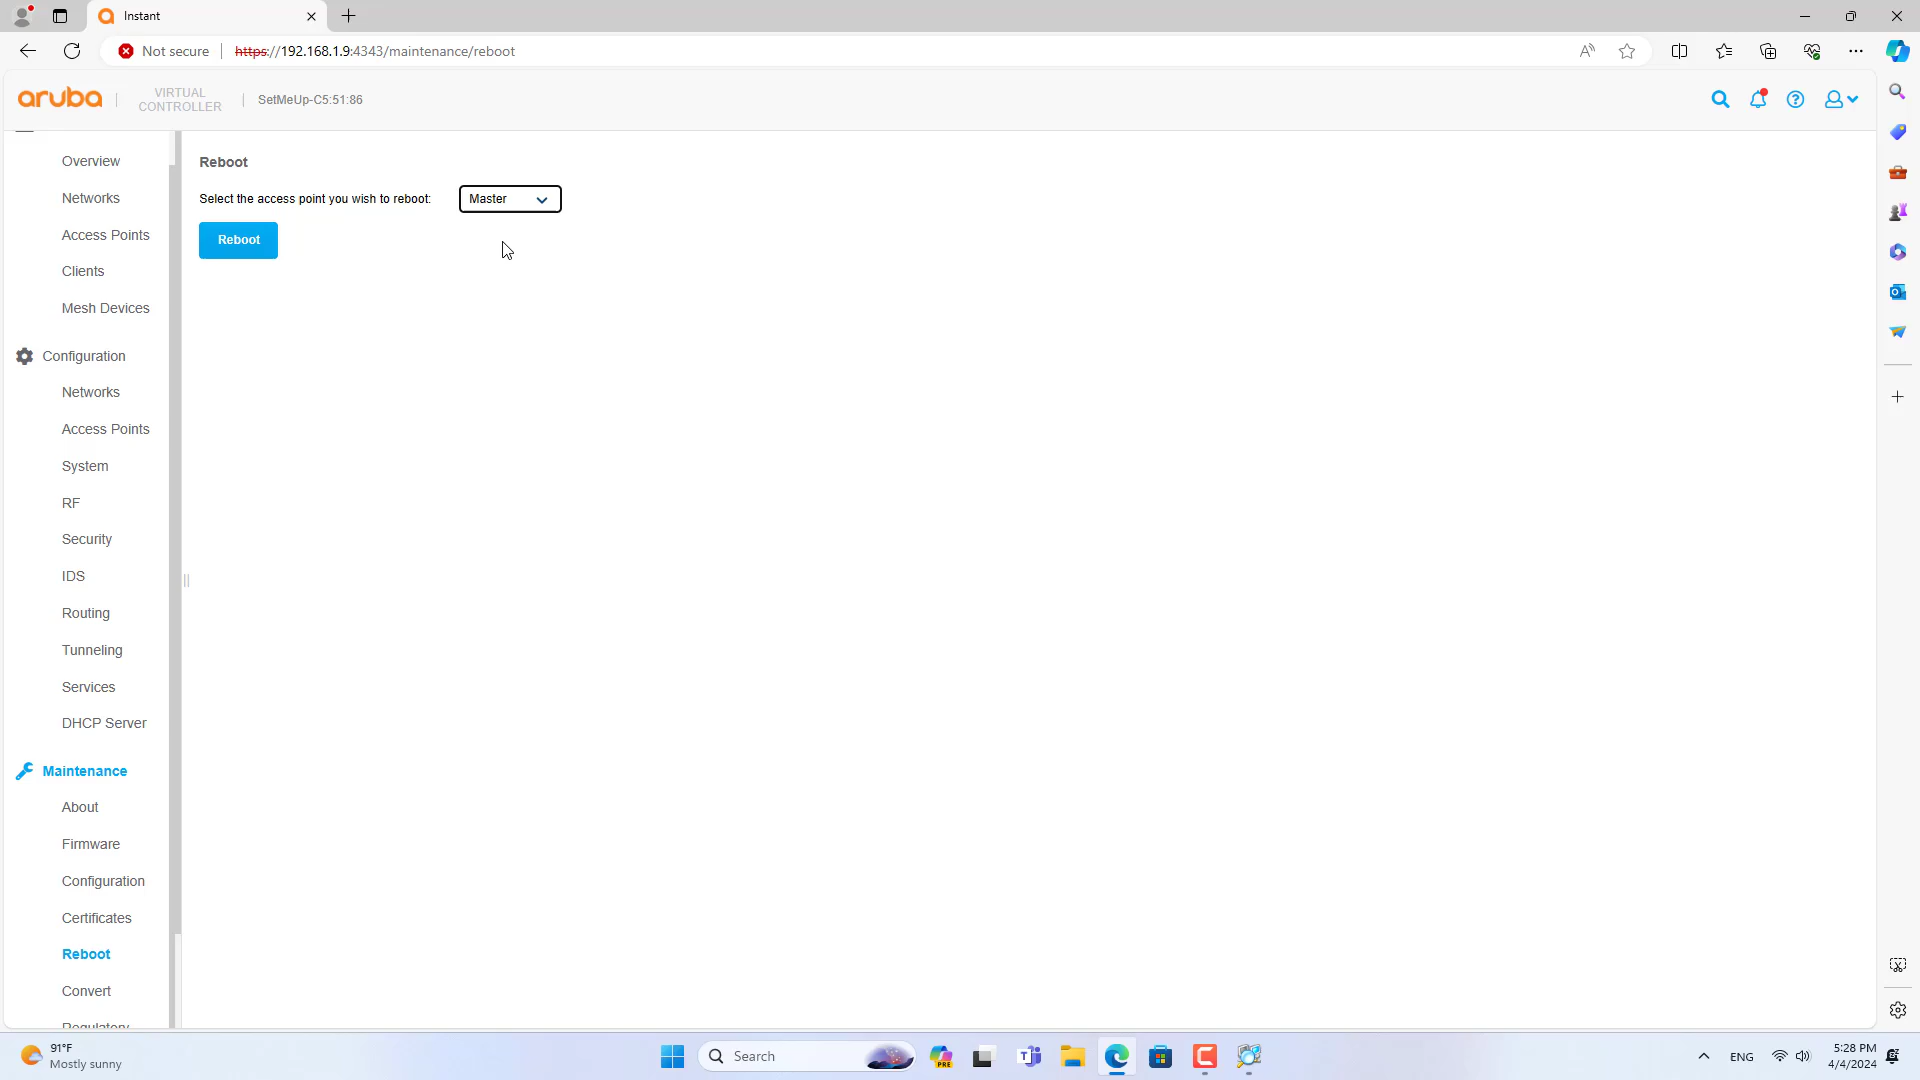 Instant
Not secure
https://192.168.1.9:4343/maintenance/reboot
aruba
VIRTUAL
CONTROLLER
SetMeUp-C5:51:86
Overview
Networks
Access Points
Clients
Mesh Devices
Configuration
Networks
Access Points
System
RF
Security
IDS
Routing
Tunneling
Services
DHCP Server
Maintenance
About
Firmware
Configuration
Certificates
Reboot
Convert
Regulatory
Reboot
Select the access point you wish to reboot:
Master
Reboot
91°F
Mostly sunny
Search
PRE
ENG
5:28 PM
4/4/2024